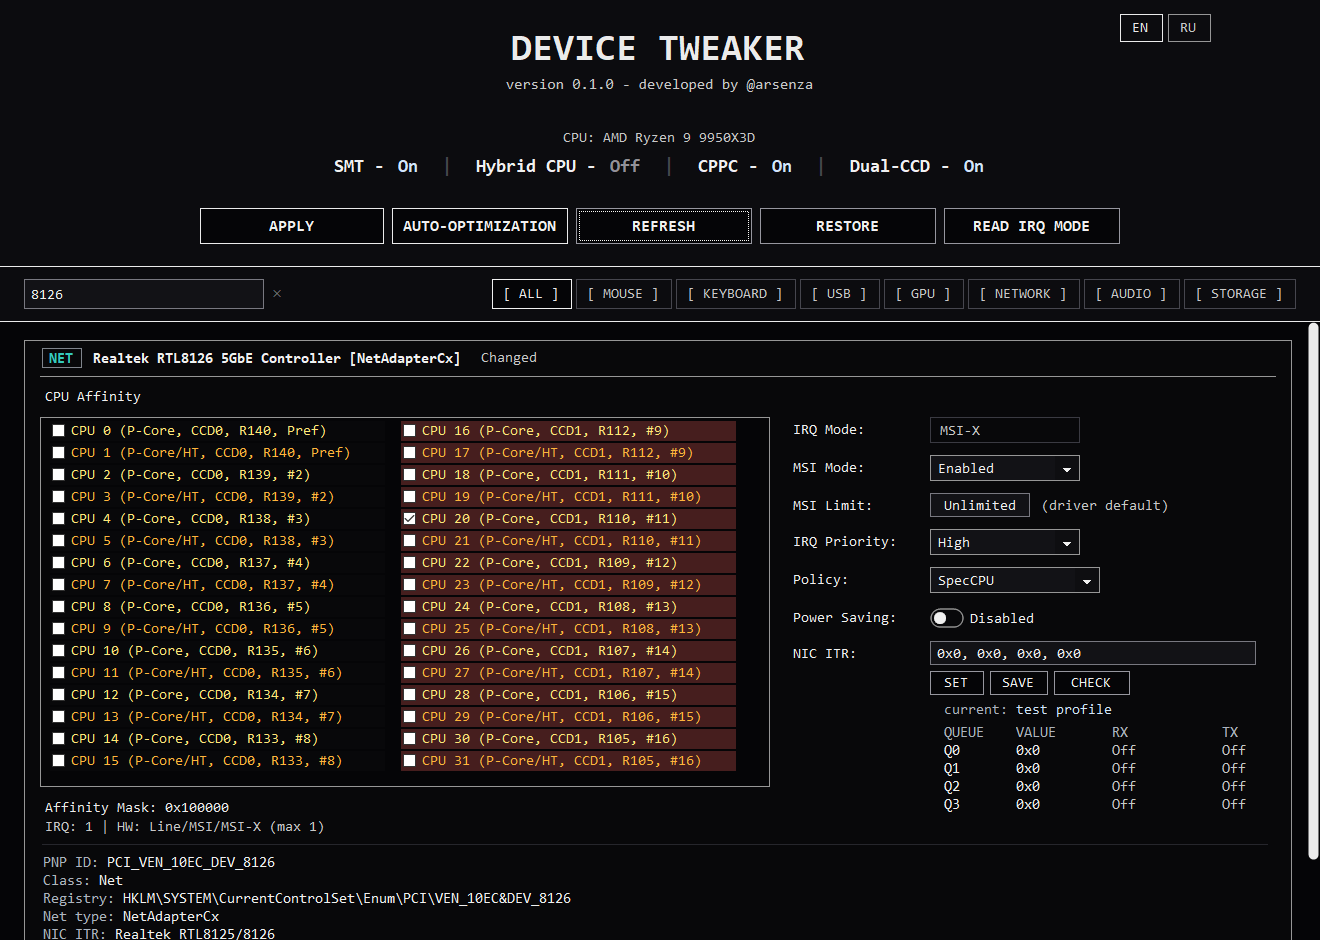 EN RU
DEVICE TWEAKER
version 0.1.0 - developed by @arsenza
CPU: AMD Ryzen 9 9950X3D
SMT - On | Hybrid CPU - Off | CPPC - On | Dual-CCD - On
APPLY AUTO-OPTIMIZATION REFRESH RESTORE READ IRQ MODE
8126 × [ ALL ] [ MOUSE ] [ KEYBOARD ] [ USB ] [ GPU ] [ NETWORK ] [ AUDIO ] [ STORAGE ]
NET Realtek RTL8126 5GbE Controller [NetAdapterCx] Changed
CPU Affinity
CPU 0 (P-Core, CCD0, R140, Pref)
CPU 1 (P-Core/HT, CCD0, R140, Pref)
CPU 2 (P-Core, CCD0, R139, #2)
CPU 3 (P-Core/HT, CCD0, R139, #2)
CPU 4 (P-Core, CCD0, R138, #3)
CPU 5 (P-Core/HT, CCD0, R138, #3)
CPU 6 (P-Core, CCD0, R137, #4)
CPU 7 (P-Core/HT, CCD0, R137, #4)
CPU 8 (P-Core, CCD0, R136, #5)
CPU 9 (P-Core/HT, CCD0, R136, #5)
CPU 10 (P-Core, CCD0, R135, #6)
CPU 11 (P-Core/HT, CCD0, R135, #6)
CPU 12 (P-Core, CCD0, R134, #7)
CPU 13 (P-Core/HT, CCD0, R134, #7)
CPU 14 (P-Core, CCD0, R133, #8)
CPU 15 (P-Core/HT, CCD0, R133, #8)
CPU 16 (P-Core, CCD1, R112, #9)
CPU 17 (P-Core/HT, CCD1, R112, #9)
CPU 18 (P-Core, CCD1, R111, #10)
CPU 19 (P-Core/HT, CCD1, R111, #10)
CPU 20 (P-Core, CCD1, R110, #11)
CPU 21 (P-Core/HT, CCD1, R110, #11)
CPU 22 (P-Core, CCD1, R109, #12)
CPU 23 (P-Core/HT, CCD1, R109, #12)
CPU 24 (P-Core, CCD1, R108, #13)
CPU 25 (P-Core/HT, CCD1, R108, #13)
CPU 26 (P-Core, CCD1, R107, #14)
CPU 27 (P-Core/HT, CCD1, R107, #14)
CPU 28 (P-Core, CCD1, R106, #15)
CPU 29 (P-Core/HT, CCD1, R106, #15)
CPU 30 (P-Core, CCD1, R105, #16)
CPU 31 (P-Core/HT, CCD1, R105, #16)
IRQ Mode: MSI-X
MSI Mode: Enabled
MSI Limit: Unlimited (driver default)
IRQ Priority: High
Policy: SpecCPU
Power Saving: Disabled
NIC ITR: 0x0, 0x0, 0x0, 0x0
SET SAVE CHECK
current: test profile
QUEUE VALUE RX TX
Q0 0x0 Off Off
Q1 0x0 Off Off
Q2 0x0 Off Off
Q3 0x0 Off Off
Affinity Mask: 0x100000
IRQ: 1 | HW: Line/MSI/MSI-X (max 1)
PNP ID: PCI_VEN_10EC_DEV_8126
Class: Net
Registry: HKLM\SYSTEM\CurrentControlSet\Enum\PCI\VEN_10EC&DEV_8126
Net type: NetAdapterCx
NIC ITR: Realtek RTL8125/8126